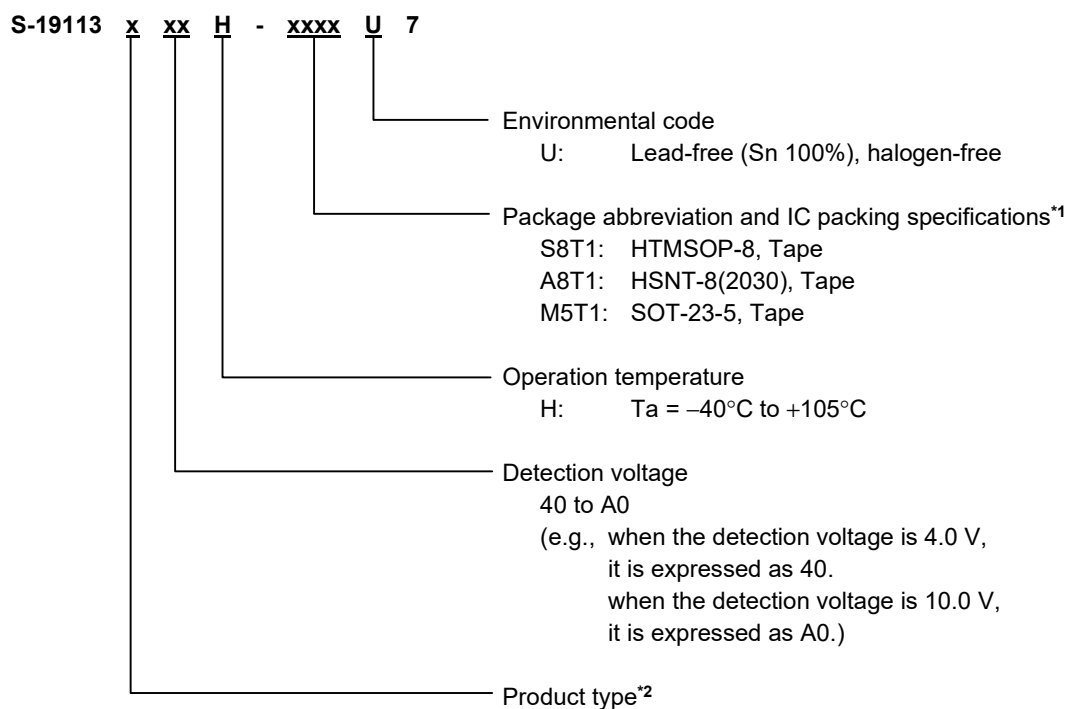 S-19113 x xx H - xxxx U 7
Environmental code
U: Lead-free (Sn 100%), halogen-free
Package abbreviation and IC packing specifications*1
S8T1: HTMSOP-8, Tape
A8T1: HSNT-8(2030), Tape
M5T1: SOT-23-5, Tape
Operation temperature
H: Ta = −40°C to +105°C
Detection voltage
40 to A0
(e.g., when the detection voltage is 4.0 V,
it is expressed as 40.
when the detection voltage is 10.0 V,
it is expressed as A0.)
Product type*2